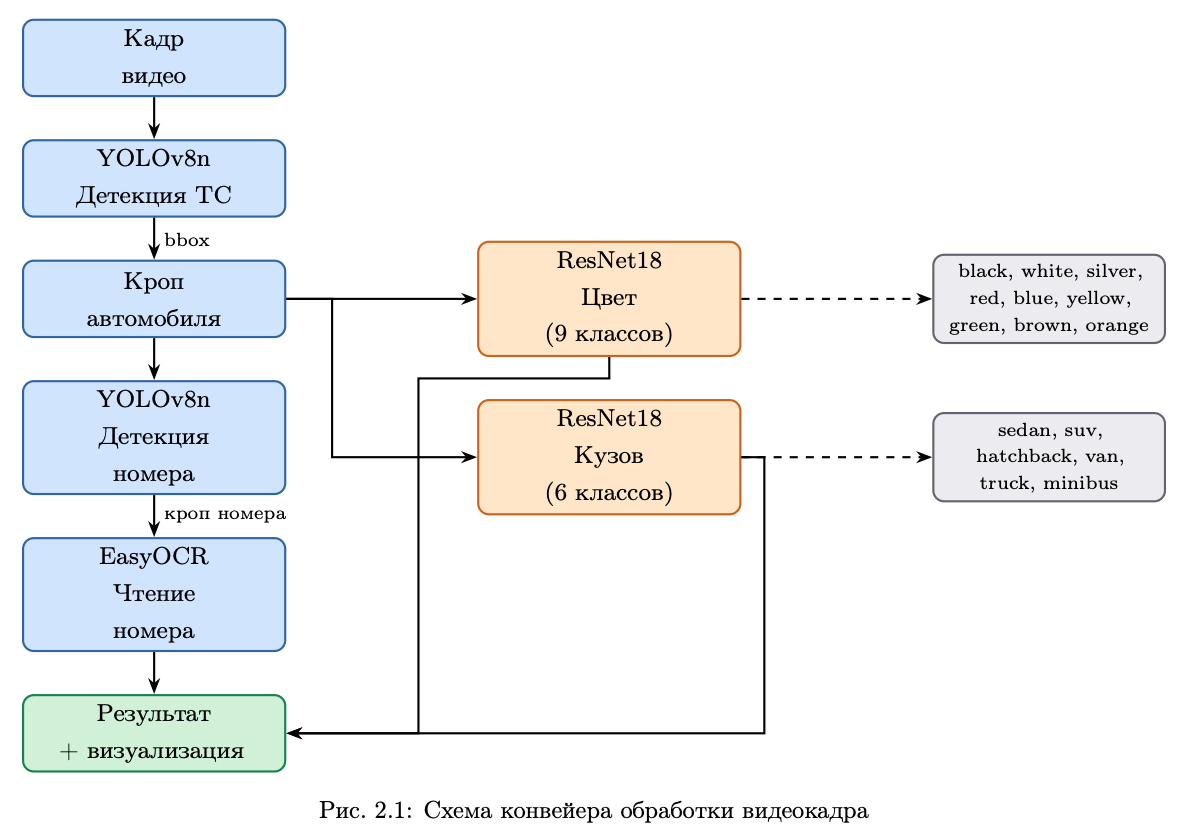 Кадр
видео
YOLOv8n
Детекция ТС
bbox
Кроп
автомобиля
ResNet18
Цвет
(9 классов)
black, white, silver,
red, blue, yellow,
green, brown, orange
YOLOv8n
Детекция
номера
ResNet18
Кузов
(6 классов)
sedan, suv,
hatchback, van,
truck, minibus
кроп номера
EasyOCR
Чтение
номера
Результат
+ визуализация
Рис. 2.1: Схема конвейера обработки видеокадра